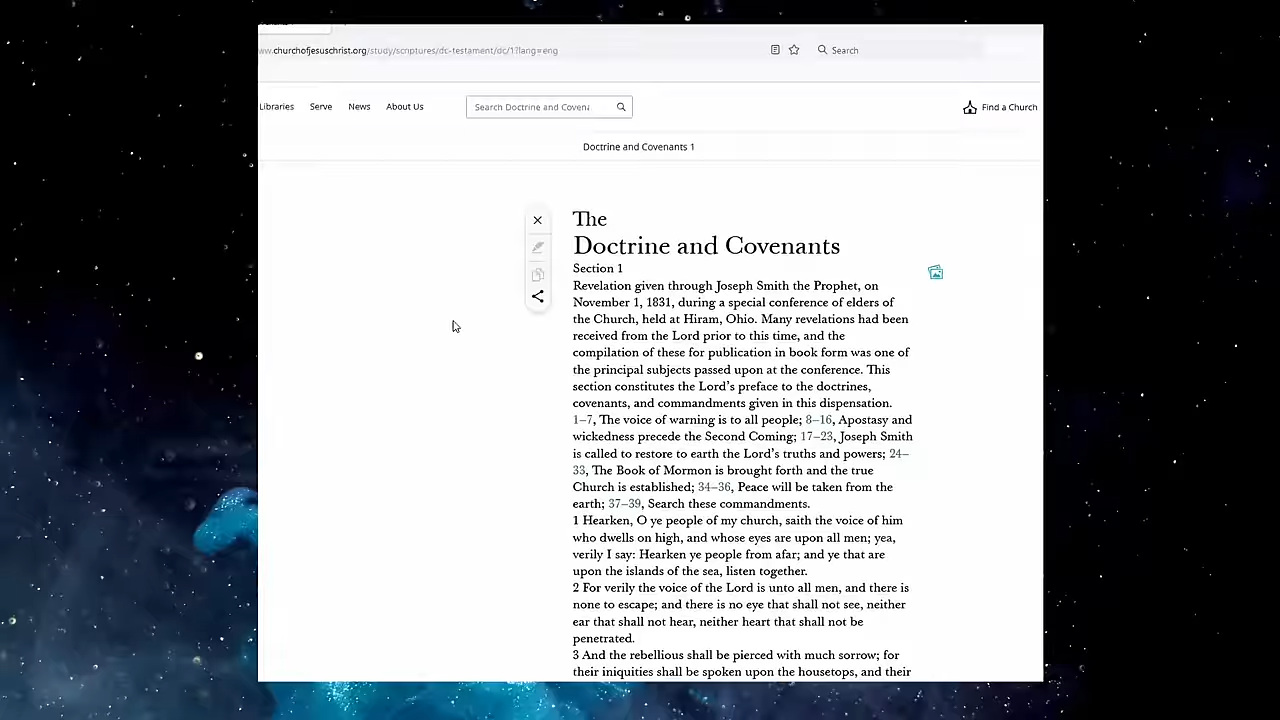 ww.churchofjesuschrist.org/study/scriptures/dc-testament/dc/1?lang=eng
Search
Libraries Serve News About Us
Search Doctrine and Covena
Find a Church
Doctrine and Covenants 1
The
Doctrine and Covenants
Section 1
Revelation given through Joseph Smith the Prophet, on
November 1, 1831, during a special conference of elders of
the Church, held at Hiram, Ohio. Many revelations had been
received from the Lord prior to this time, and the
compilation of these for publication in book form was one of
the principal subjects passed upon at the conference. This
section constitutes the Lord’s preface to the doctrines,
covenants, and commandments given in this dispensation.
1–7, The voice of warning is to all people; 8–16, Apostasy and
wickedness precede the Second Coming; 17–23, Joseph Smith
is called to restore to earth the Lord’s truths and powers; 24–
33, The Book of Mormon is brought forth and the true
Church is established; 34–36, Peace will be taken from the
earth; 37–39, Search these commandments.
1 Hearken, O ye people of my church, saith the voice of him
who dwells on high, and whose eyes are upon all men; yea,
verily I say: Hearken ye people from afar; and ye that are
upon the islands of the sea, listen together.
2 For verily the voice of the Lord is unto all men, and there is
none to escape; and there is no eye that shall not see, neither
ear that shall not hear, neither heart that shall not be
penetrated.
3 And the rebellious shall be pierced with much sorrow; for
their iniquities shall be spoken upon the housetops, and their